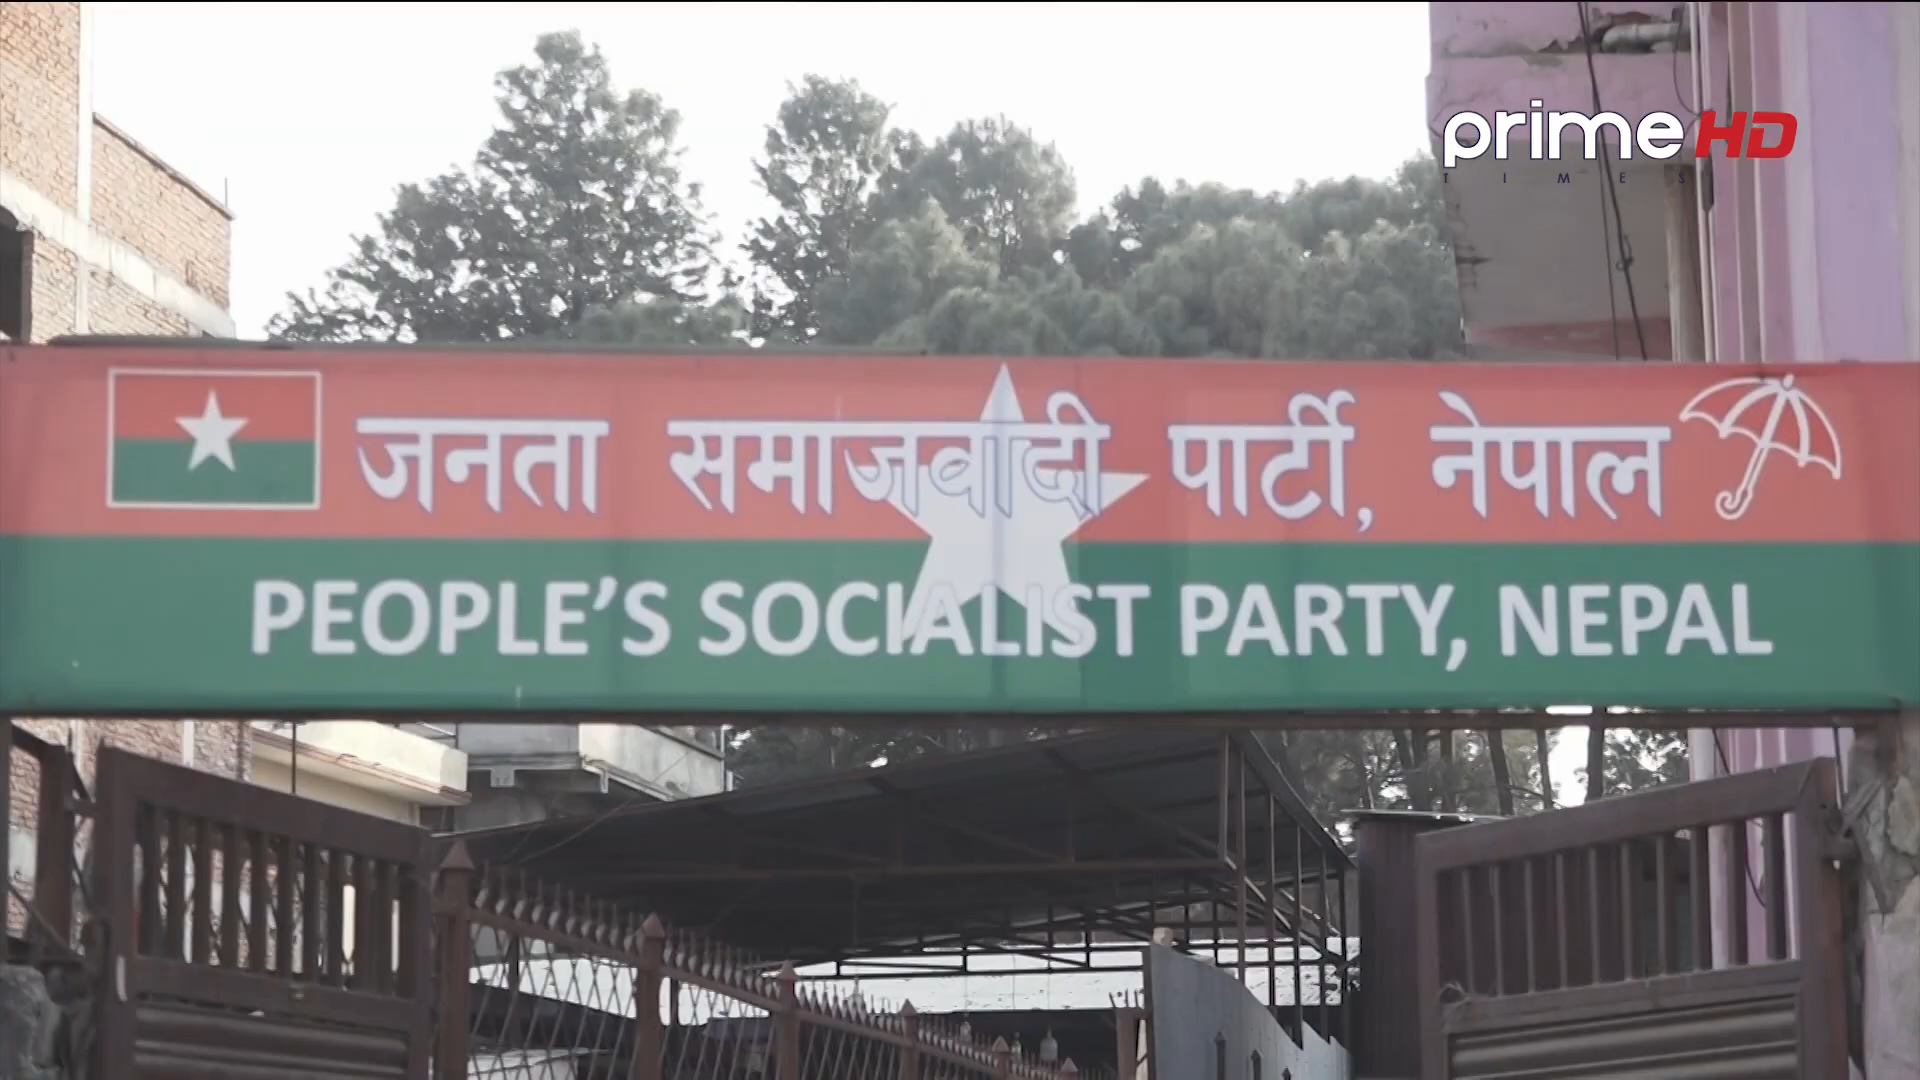 prime HD
TIMES
जनता समाजवादी पार्टी, नेपाल
PEOPLE'S SOCIALIST PARTY, NEPAL